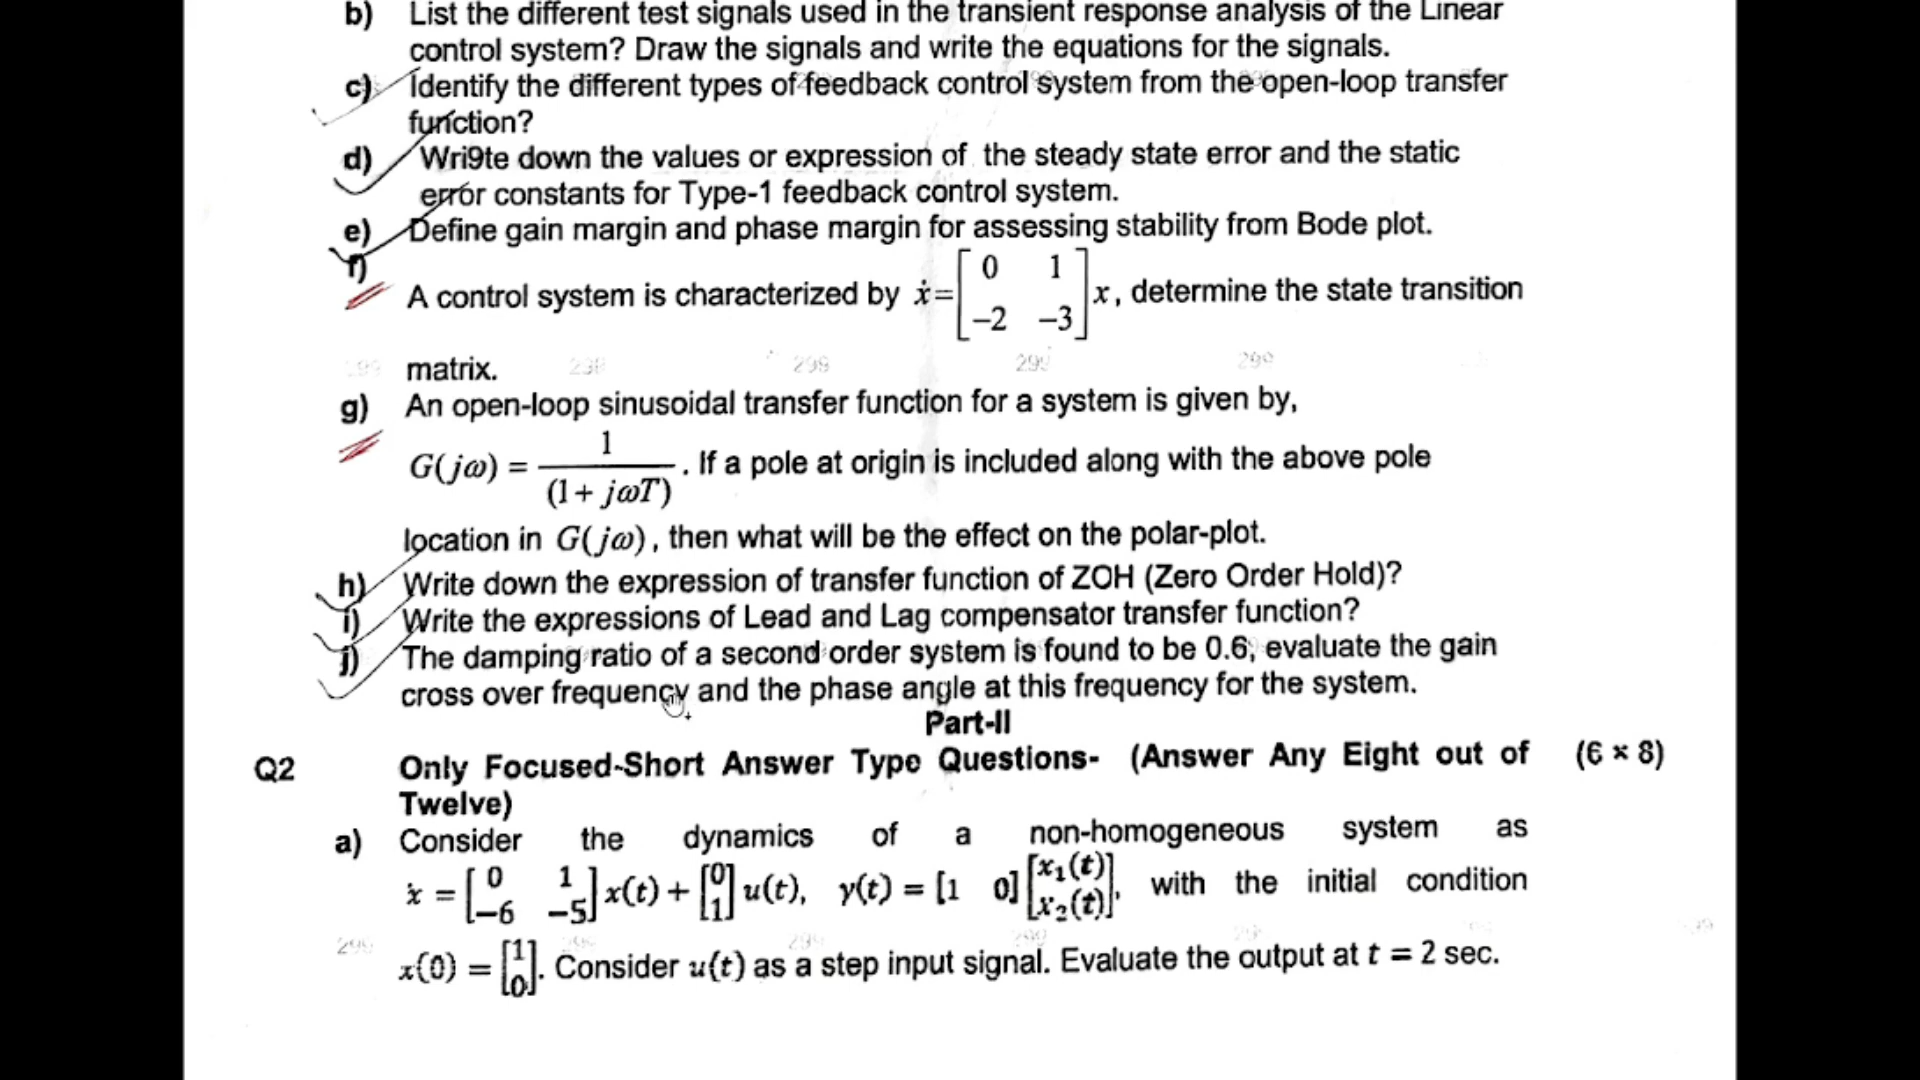 b) List the different test signals used in the transient response analysis of the Linear
control system? Draw the signals and write the equations for the signals.
c) Identify the different types of feedback control system from the open-loop transfer
function?
d) Wri9te down the values or expression of the steady state error and the static
error constants for Type-1 feedback control system.
e) Define gain margin and phase margin for assessing stability from Bode plot.
f) A control system is characterized by ẋ=[0 1 −2 −3]x, determine the state transition
matrix.
g) An open-loop sinusoidal transfer function for a system is given by,
G(jω) = 1/(1+ jωT). If a pole at origin is included along with the above pole
location in G(jω), then what will be the effect on the polar-plot.
h) Write down the expression of transfer function of ZOH (Zero Order Hold)?
i) Write the expressions of Lead and Lag compensator transfer function?
j) The damping ratio of a second order system is found to be 0.6, evaluate the gain
cross over frequency and the phase angle at this frequency for the system.
Part-II
Q2 Only Focused-Short Answer Type Questions- (Answer Any Eight out of (6 × 8)
Twelve)
a) Consider the dynamics of a non-homogeneous system as
ẋ = [0 1 −6 −5]x(t) + [0 1]u(t), y(t) = [1 0][x₁(t) x₂(t)], with the initial condition
x(0) = [1 0]. Consider u(t) as a step input signal. Evaluate the output at t = 2 sec.